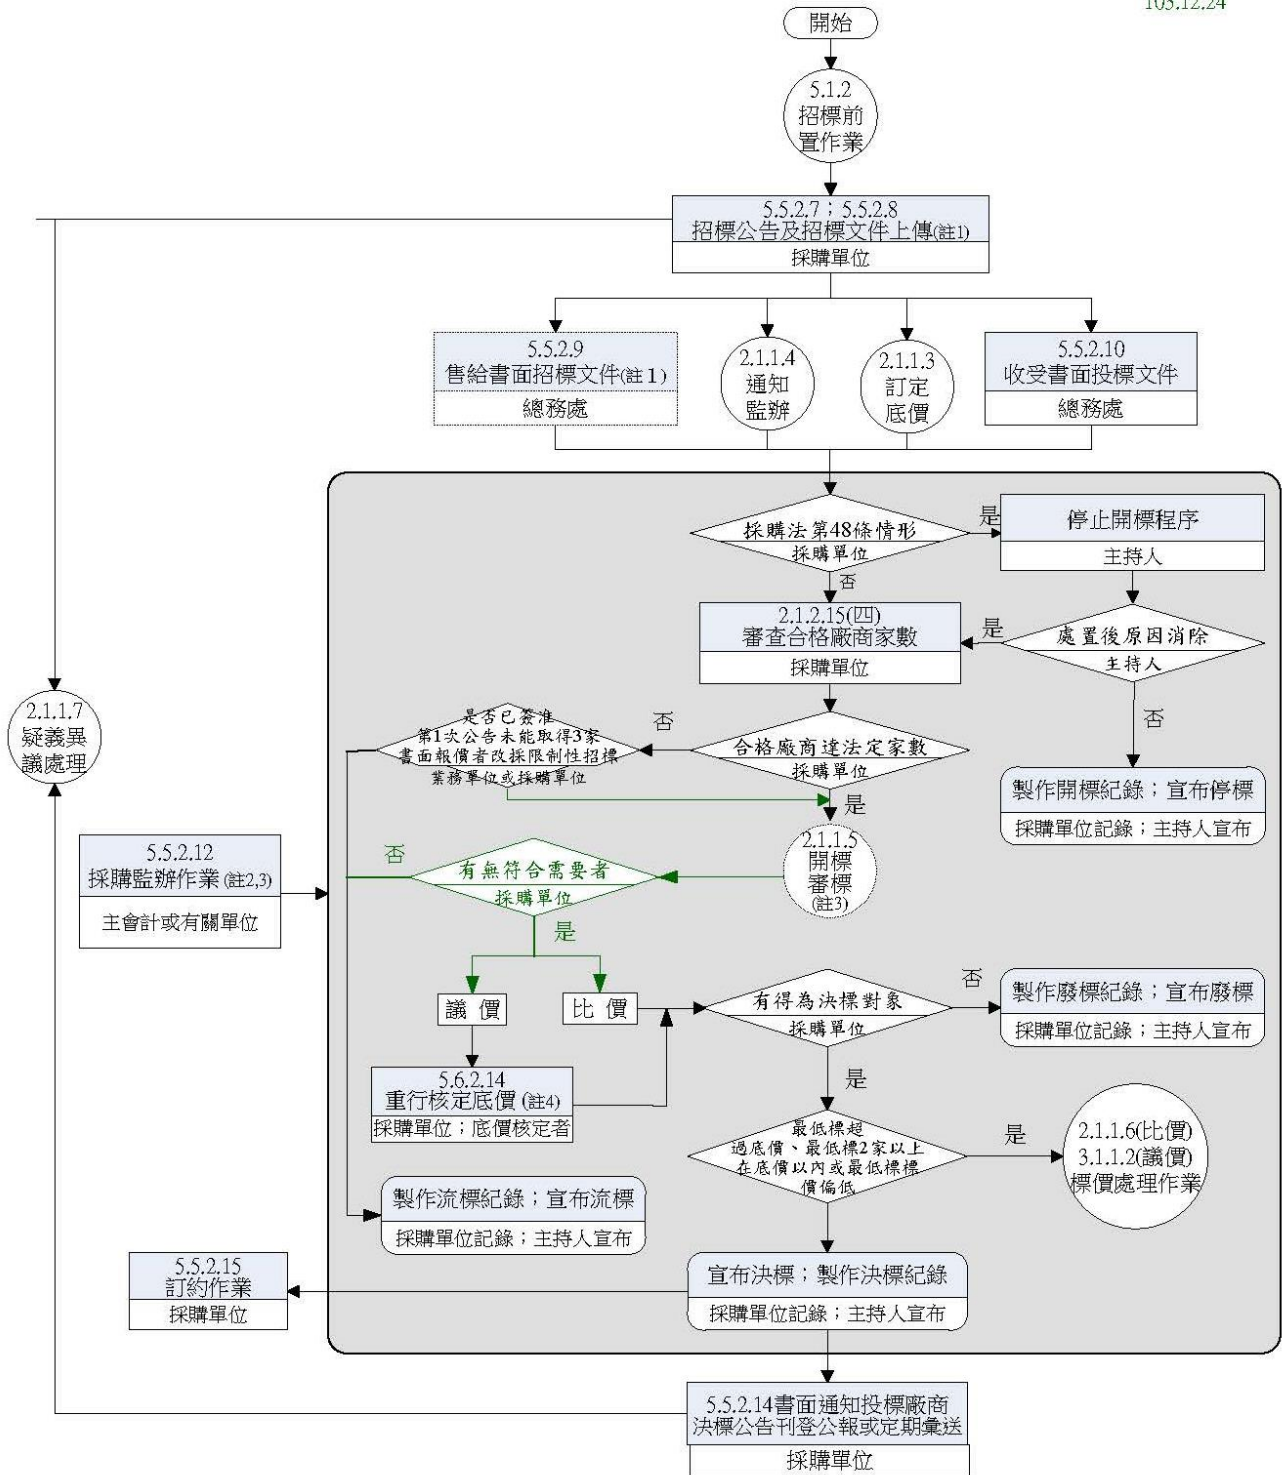 103.12.24
開始
5.1.2
招標前
置作業
5.5.2.7；5.5.2.8
招標公告及招標文件上傳(註1)
採購單位
5.5.2.9
售給書面招標文件(註1)
總務處
2.1.1.4
通知
監辦
2.1.1.3
訂定
底價
5.5.2.10
收受書面投標文件
總務處
採購法第48條情形
採購單位
是
停止開標程序
主持人
否
2.1.2.15(四)
審查合格廠商家數
採購單位
是
處置後原因消除
主持人
否
製作開標紀錄；宣布停標
採購單位記錄；主持人宣布
2.1.1.7
疑義異
議處理
是否已簽准
第1次公告未能取得3家
書面報價者改採限制性招標
業務單位或採購單位
否
合格廠商達法定家數
採購單位
是
5.5.2.12
採購監辦作業(註2,3)
主會計或有關單位
否
有無符合需要者
採購單位
2.1.1.5
開標
審標
(註3)
是
議價
比價
有得為決標對象
採購單位
否
製作廢標紀錄；宣布廢標
採購單位記錄；主持人宣布
5.6.2.14
重行核定底價(註4)
採購單位；底價核定者
是
最低標超
過底價、最低標2家以上
在底價以內或最低標標
價偏低
是
2.1.1.6(比價)
3.1.1.2(議價)
標價處理作業
製作流標紀錄；宣布流標
採購單位記錄；主持人宣布
5.5.2.15
訂約作業
採購單位
宣布決標；製作決標紀錄
採購單位記錄；主持人宣布
5.5.2.14書面通知投標廠商
決標公告刊登公報或定期彙送
採購單位